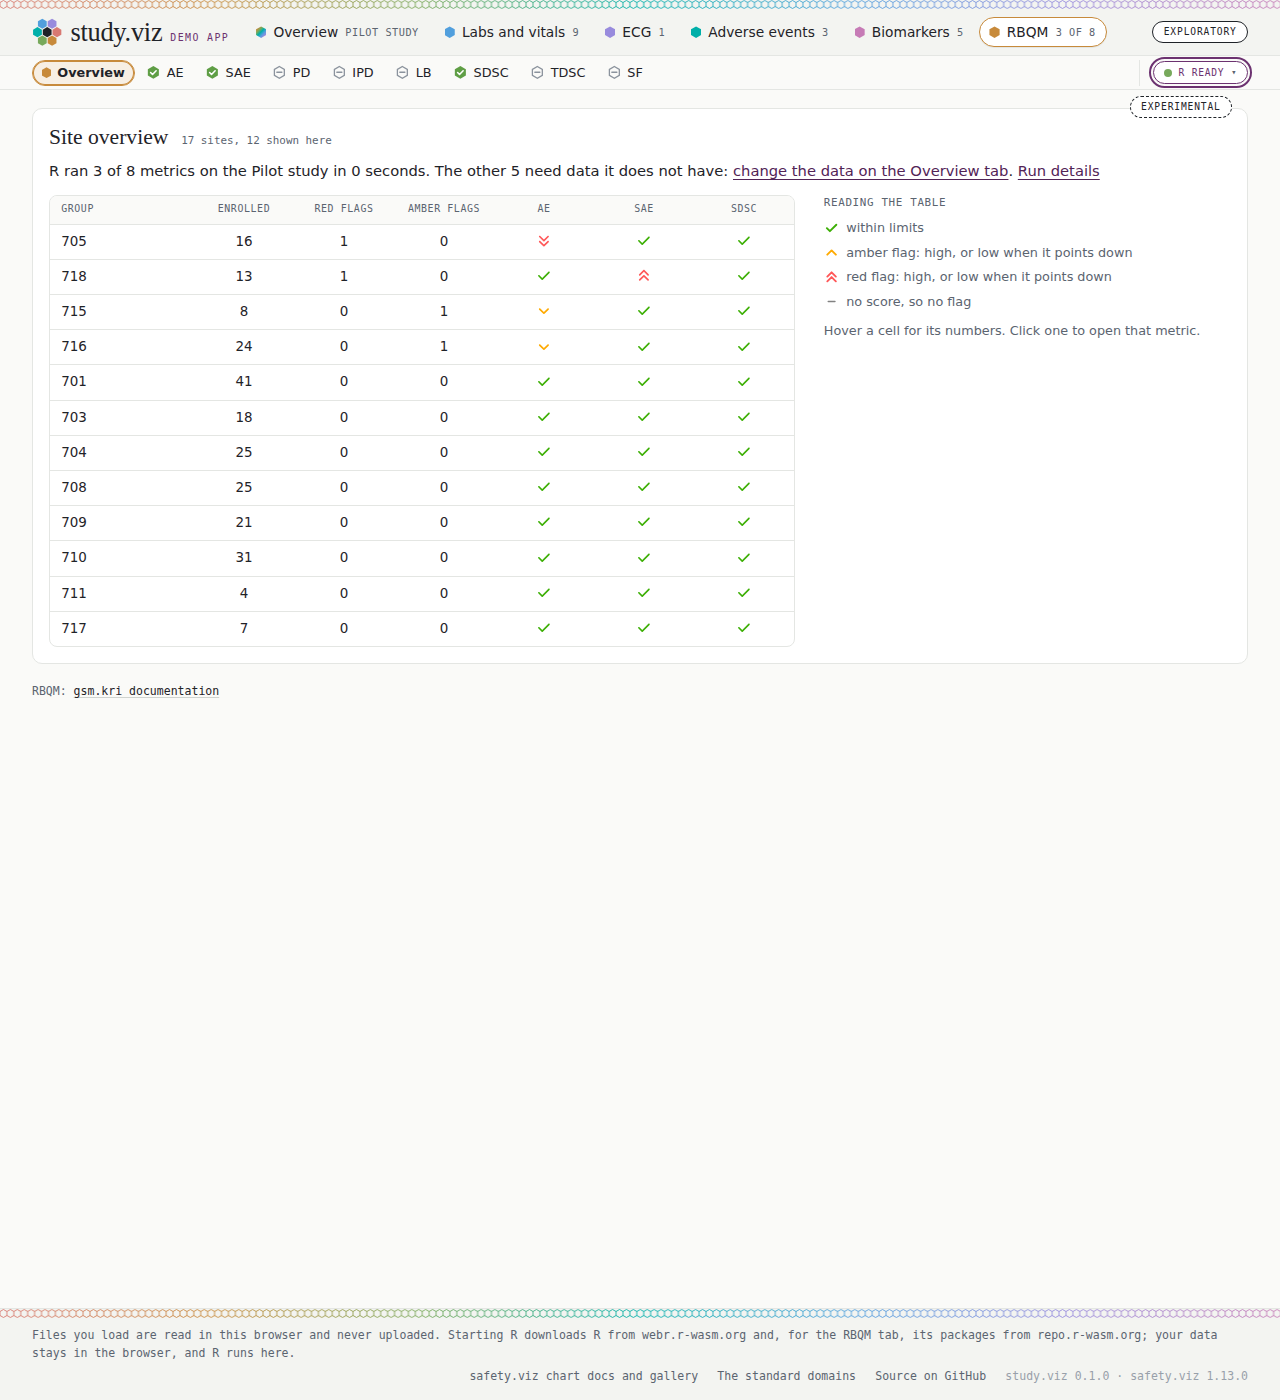 study.viz DEMO APP
Overview PILOT STUDY
Labs and vitals 9
ECG 1
Adverse events 3
Biomarkers 5
RBQM 3 OF 8
EXPLORATORY
Overview AE SAE PD IPD LB SDSC TDSC SF
R READY ▾
EXPERIMENTAL
Site overview 17 sites, 12 shown here
R ran 3 of 8 metrics on the Pilot study in 0 seconds. The other 5 need data it does not have: change the data on the Overview tab. Run details
GROUP ENROLLED RED FLAGS AMBER FLAGS AE SAE SDSC
705 16 1 0
718 13 1 0
715 8 0 1
716 24 0 1
701 41 0 0
703 18 0 0
704 25 0 0
708 25 0 0
709 21 0 0
710 31 0 0
711 4 0 0
717 7 0 0
READING THE TABLE
within limits
amber flag: high, or low when it points down
red flag: high, or low when it points down
no score, so no flag
Hover a cell for its numbers. Click one to open that metric.
RBQM: gsm.kri documentation
Files you load are read in this browser and never uploaded. Starting R downloads R from webr.r-wasm.org and, for the RBQM tab, its packages from repo.r-wasm.org; your data
stays in the browser, and R runs here.
safety.viz chart docs and gallery The standard domains Source on GitHub study.viz 0.1.0 · safety.viz 1.13.0